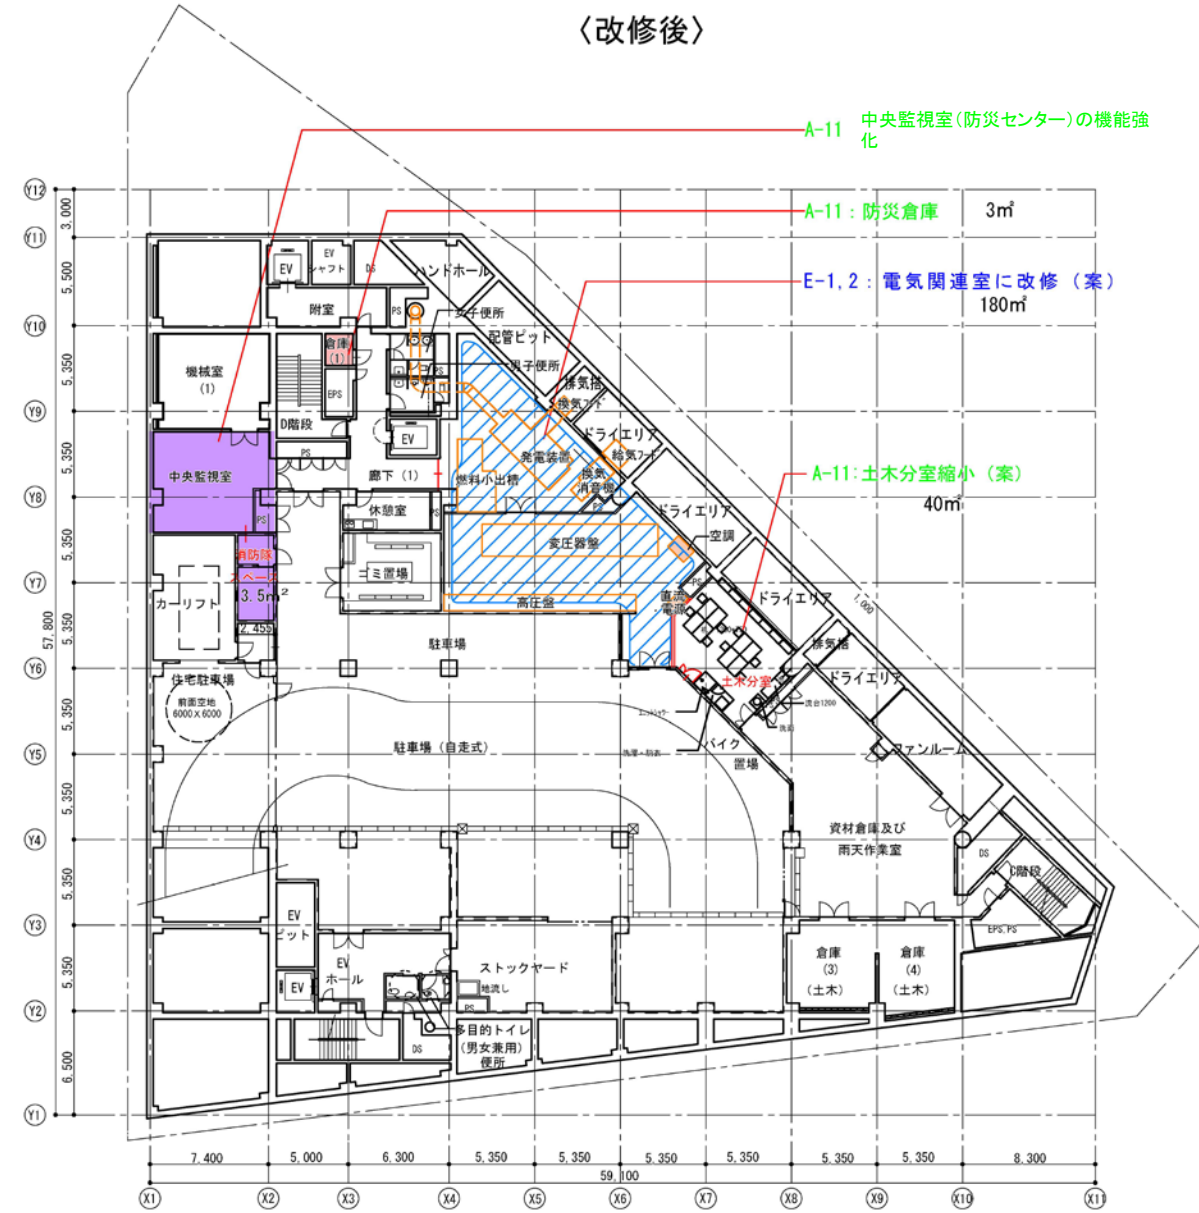 〈改修後〉
A-11 中央監視室(防災センター)の機能強
化
A-11：防災倉庫 3㎡
E-1,2：電気関連室に改修（案）
180㎡
A-11:土木分室縮小（案）
40㎡
Y12
3,000
Y11
5,500
Y10
5,350
Y9
5,350
Y8
5,350
Y7
57,800
5,350
Y6
5,350
Y5
5,350
Y4
5,350
Y3
5,350
Y2
6,500
Y1
EV
EV
シャフト
DS
ハンドホール
附室
PS
女子便所
配管ピット
倉庫
(1)
男子便所
PS
機械室
(1)
EPS
排気塔
換気フード
D階段
EV
ドライエリア
給気フード
PS
発電装置
中央監視室
廊下（1）
燃料小出槽
換気
消音機
PS
休憩室
PS
PS
ドライエリア
空調
変圧器盤
消防隊
スペース
3.5m²
ゴミ置場
カーリフト
PS
直流
電源
高圧盤
ドライエリア
1,000
2,455
駐車場
排気塔
住宅駐車場
土木分室
ドライエリア
前面空地
6000X6000
流台1200
駐車場（自走式）
バイク
置場
ファンルーム
資材倉庫及び
雨天作業室
DS
C階段
EV
ピット
EPS,PS
EV
ホール
ストックヤード
倉庫
(3)
(土木)
倉庫
(4)
(土木)
EV
地流し
PS
多目的トイレ
(男女兼用)
便所
DS
7,400
5,000
6,300
5,350
5,350
5,350
5,350
5,350
5,350
8,300
59,100
X1
X2
X3
X4
X5
X6
X7
X8
X9
X10
X11